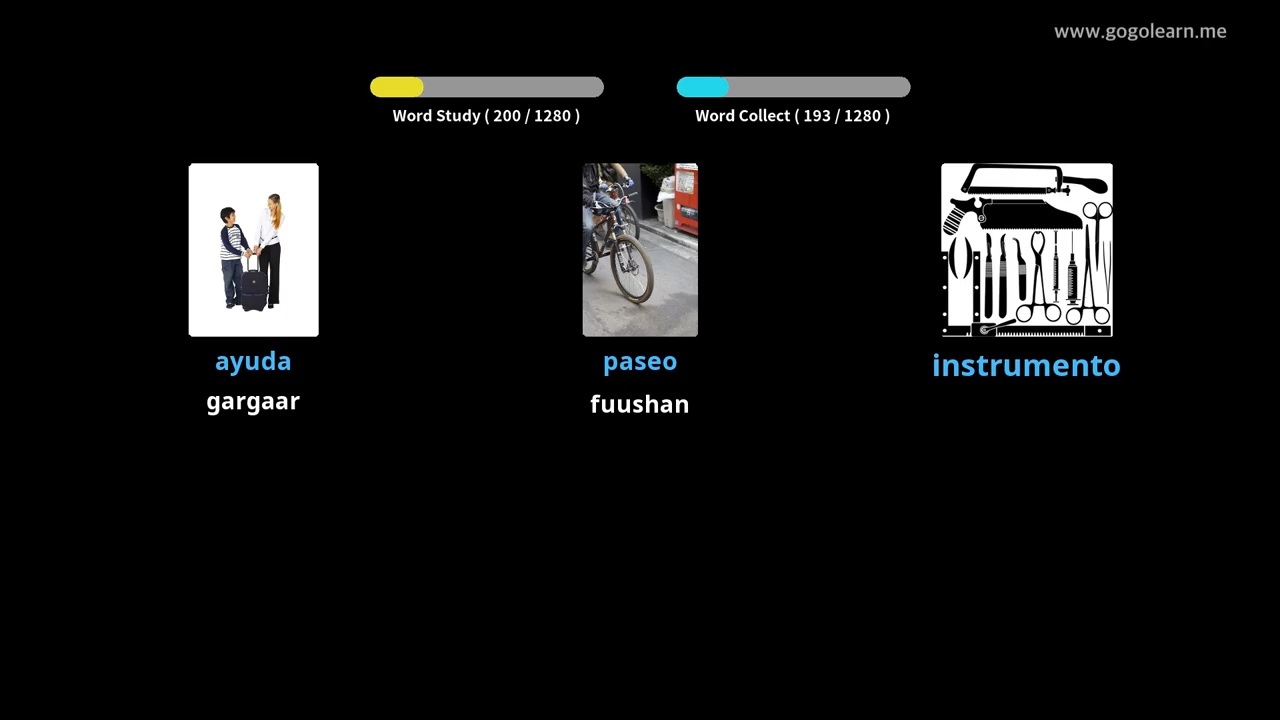 www.gogolearn.me
Word Study ( 200 / 1280 )
Word Collect ( 193 / 1280 )
ayuda
gargaar
paseo
fuushan
instrumento